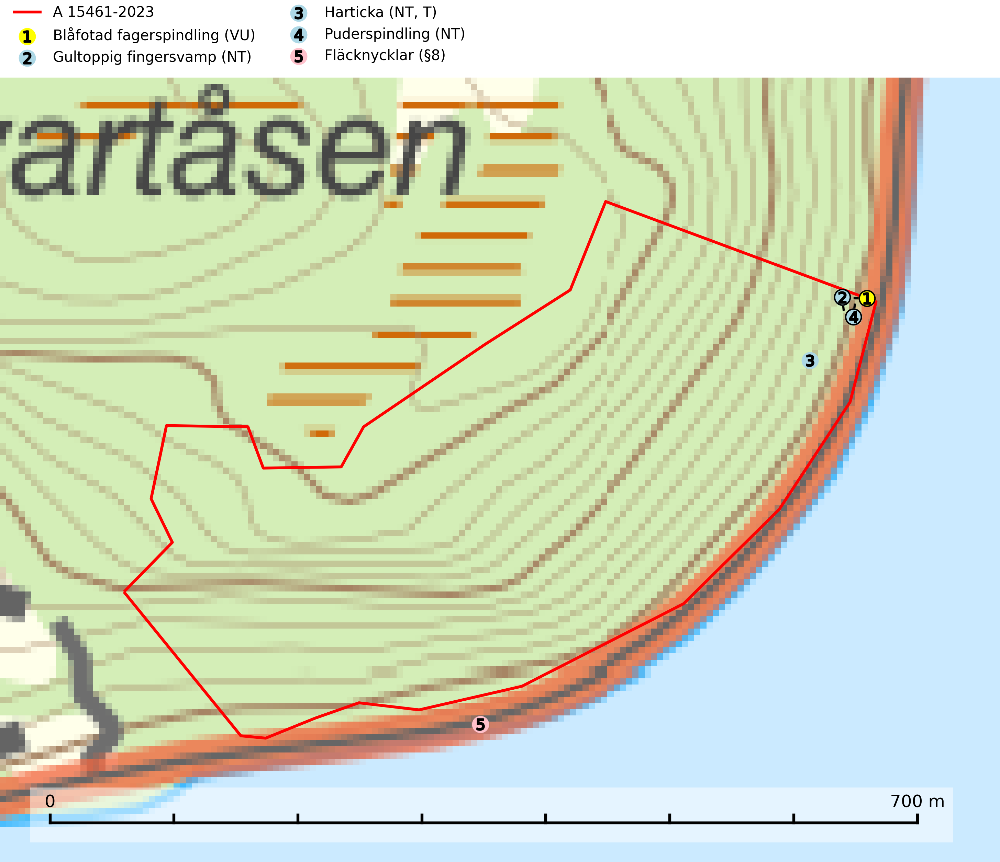 A 15461-2023
1 Blåfotad fagerspindling (VU)
2 Gultoppig fingersvamp (NT)
3 Harticka (NT, T)
4 Puderspindling (NT)
5 Fläcknycklar (§8)
artåsen
2
1
4
3
5
0
700 m